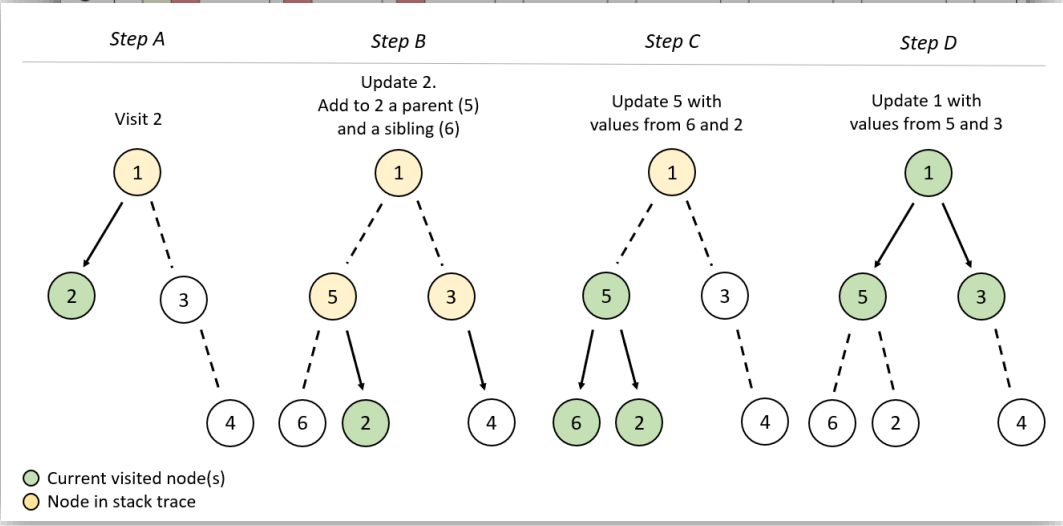 Step A
Step B
Step C
Step D
Visit 2
Update 2.
Add to 2 a parent (5)
and a sibling (6)
Update 5 with
values from 6 and 2
Update 1 with
values from 5 and 3
1
1
1
1
2
3
5
3
5
3
5
3
4
6
2
4
6
2
4
6
2
4
Current visited node(s)
Node in stack trace